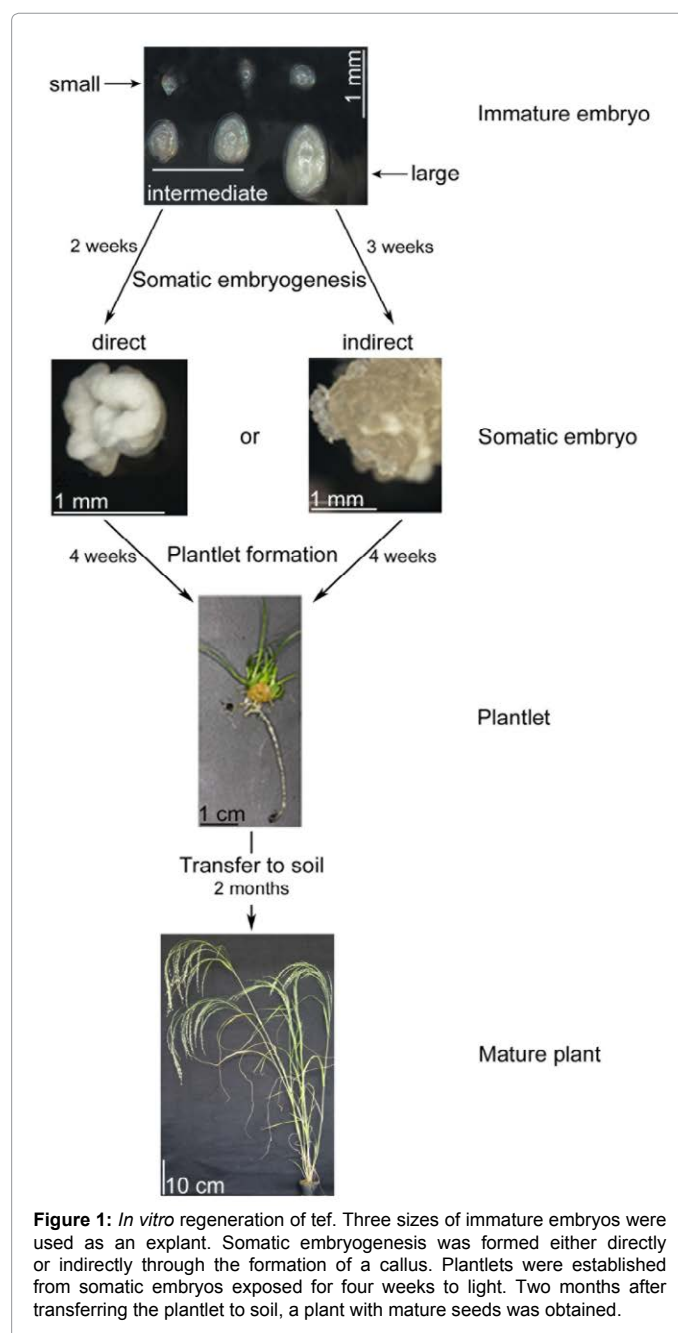 small
1 mm
Immature embryo
intermediate
large
2 weeks
3 weeks
Somatic embryogenesis
direct
indirect
or
Somatic embryo
1 mm
1 mm
4 weeks
Plantlet formation
4 weeks
Plantlet
1 cm
Transfer to soil
2 months
Mature plant
10 cm
Figure 1: In vitro regeneration of tef. Three sizes of immature embryos were
used as an explant. Somatic embryogenesis was formed either directly
or indirectly through the formation of a callus. Plantlets were established
from somatic embryos exposed for four weeks to light. Two months after
transferring the plantlet to soil, a plant with mature seeds was obtained.